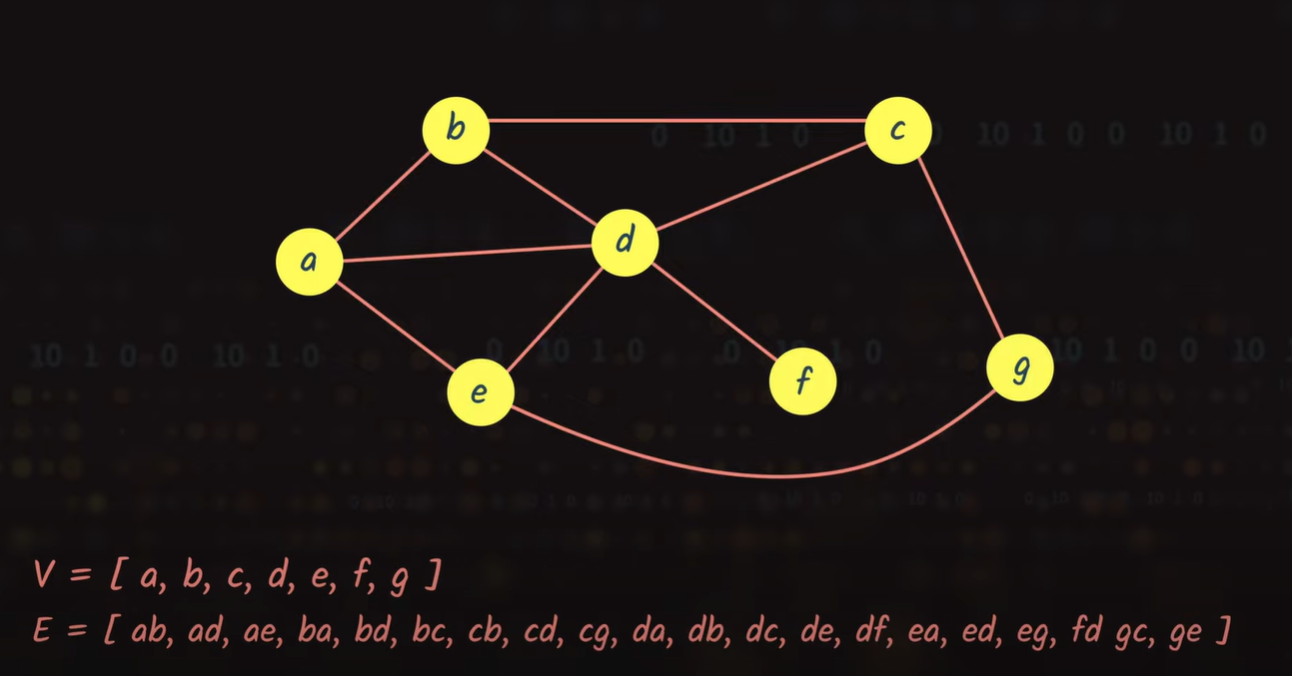 b
c
d
a
e
f
g
V = [ a, b, c, d, e, f, g ]
E = [ ab, ad, ae, ba, bd, bc, cb, cd, cg, da, db, dc, de, df, ea, ed, eg, fd gc, ge ]